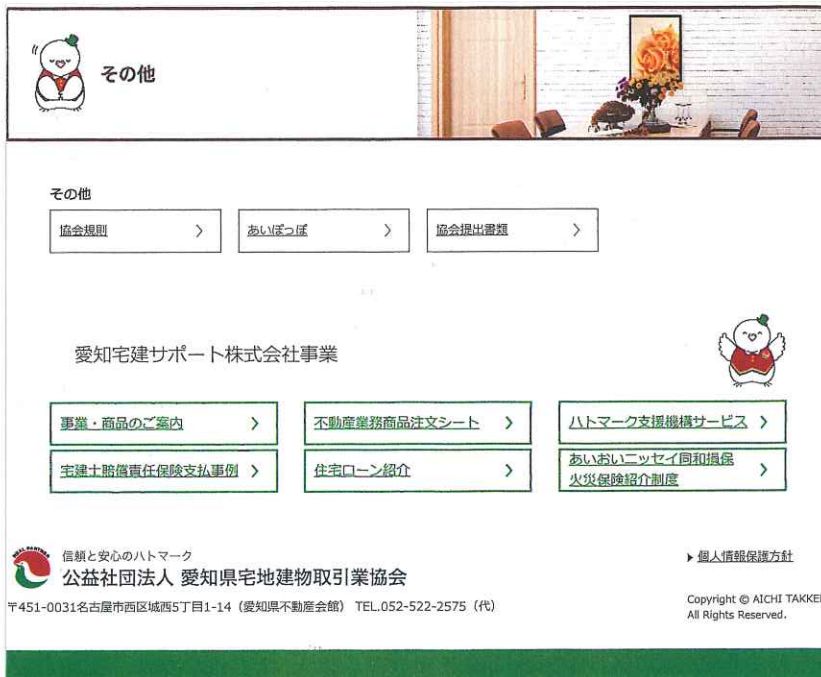 その他
その他
協会規則
あいぽっぽ
協会提出書類
愛知宅建サポート株式会社事業
事業・商品のご案内
不動産業務商品注文シート
ハトマーク支援機構サービス
宅建士賠償責任保険支払事例
住宅ローン紹介
あいおいニッセイ同和損保
火災保険紹介制度
REAL PARTNER
信頼と安心のハトマーク
公益社団法人 愛知県宅地建物取引業協会
〒451-0031名古屋市西区城西5丁目1-14（愛知県不動産会館） TEL.052-522-2575（代）
個人情報保護方針
Copyright © AICHI TAKKE
All Rights Reserved.